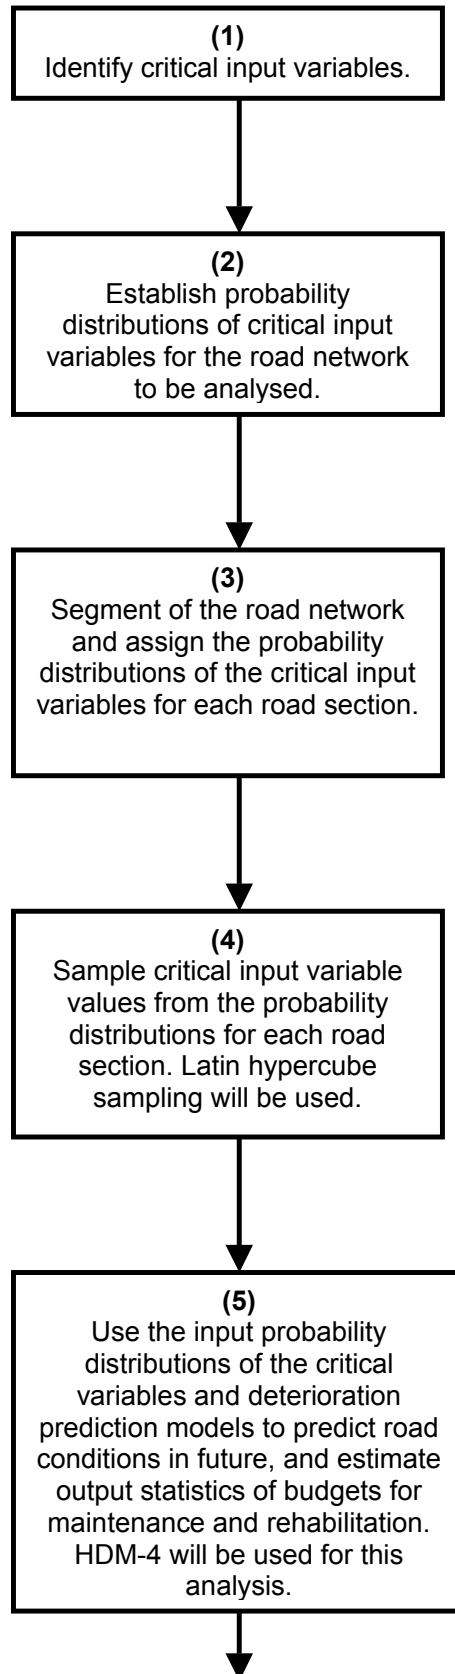 (1)
Identify critical input variables.
(2)
Establish probability
distributions of critical input
variables for the road network
to be analysed.
(3)
Segment of the road network
and assign the probability
distributions of the critical input
variables for each road section.
(4)
Sample critical input variable
values from the probability
distributions for each road
section. Latin hypercube
sampling will be used.
(5)
Use the input probability
distributions of the critical
variables and deterioration
prediction models to predict road
conditions in future, and estimate
output statistics of budgets for
maintenance and rehabilitation.
HDM-4 will be used for this
analysis.